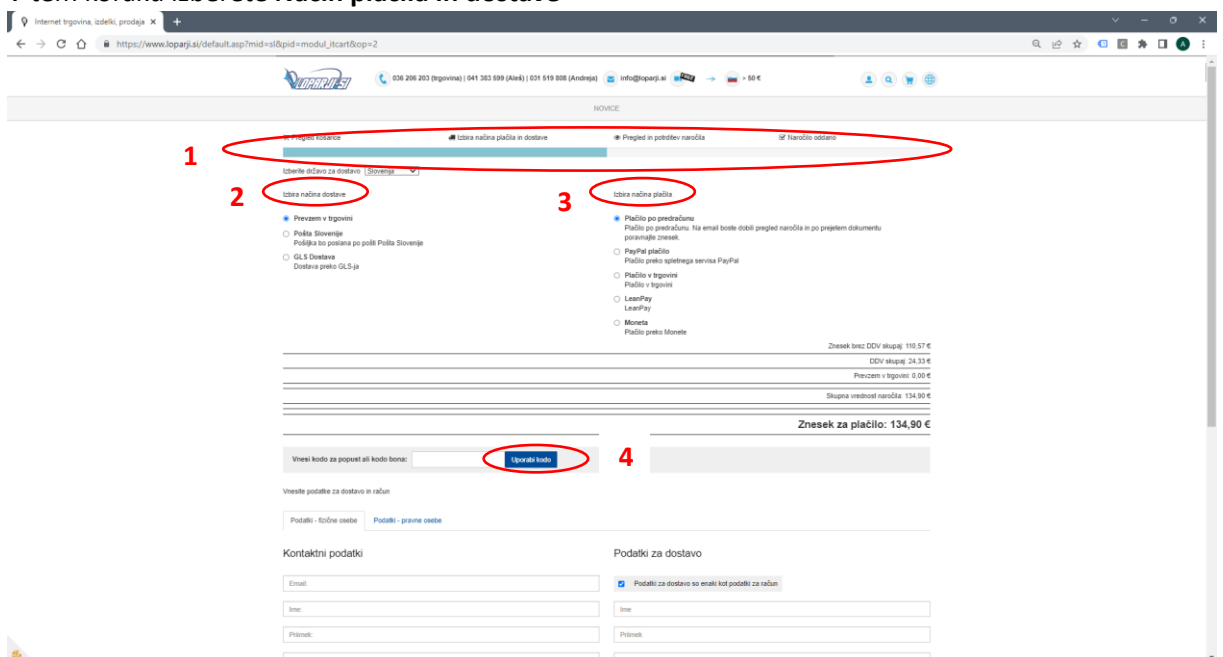 V tem koraku izberete Način plačila in dostave
Internet trgovina, izdelki, prodaja
https://www.loparji.si/default.asp?mid=sl&pid=modul_itcart&op=2
LOPARJI.SI
036 206 203 (trgovina) | 041 383 599 (Aleš) | 031 519 808 (Andreja)
info@loparji.si
> 50 €
NOVICE
Pregled košarice
Izbira načina plačila in dostave
Pregled in potrditev naročila
Naročilo oddano
1
Izberite državo za dostavo
Slovenija
2
Izbira načina dostave
3
Izbira načina plačila
Prevzem v trgovini
Pošta Slovenije
Pošiljka bo poslana po pošti Pošta Slovenije
GLS Dostava
Dostava preko GLS-ja
Plačilo po predračunu
Plačilo po predračunu. Na email boste dobili pregled naročila in po prejetem dokumentu
poravnajte znesek.
PayPal plačilo
Plačilo preko spletnega servisa PayPal
Plačilo v trgovini
Plačilo v trgovini
LeanPay
LeanPay
Moneta
Plačilo preko Monete
Znesek brez DDV skupaj: 110,57 €
DDV skupaj: 24,33 €
Prevzem v trgovini: 0,00 €
Skupna vrednost naročila: 134,90 €
Znesek za plačilo: 134,90 €
Vnesi kodo za popust ali kodo bona:
Uporabi kodo
4
Vnesite podatke za dostavo in račun
Podatki - fizične osebe
Podatki - pravne osebe
Kontaktni podatki
Podatki za dostavo
Email:
Podatki za dostavo so enaki kot podatki za račun
Ime:
Ime
Priimek:
Priimek